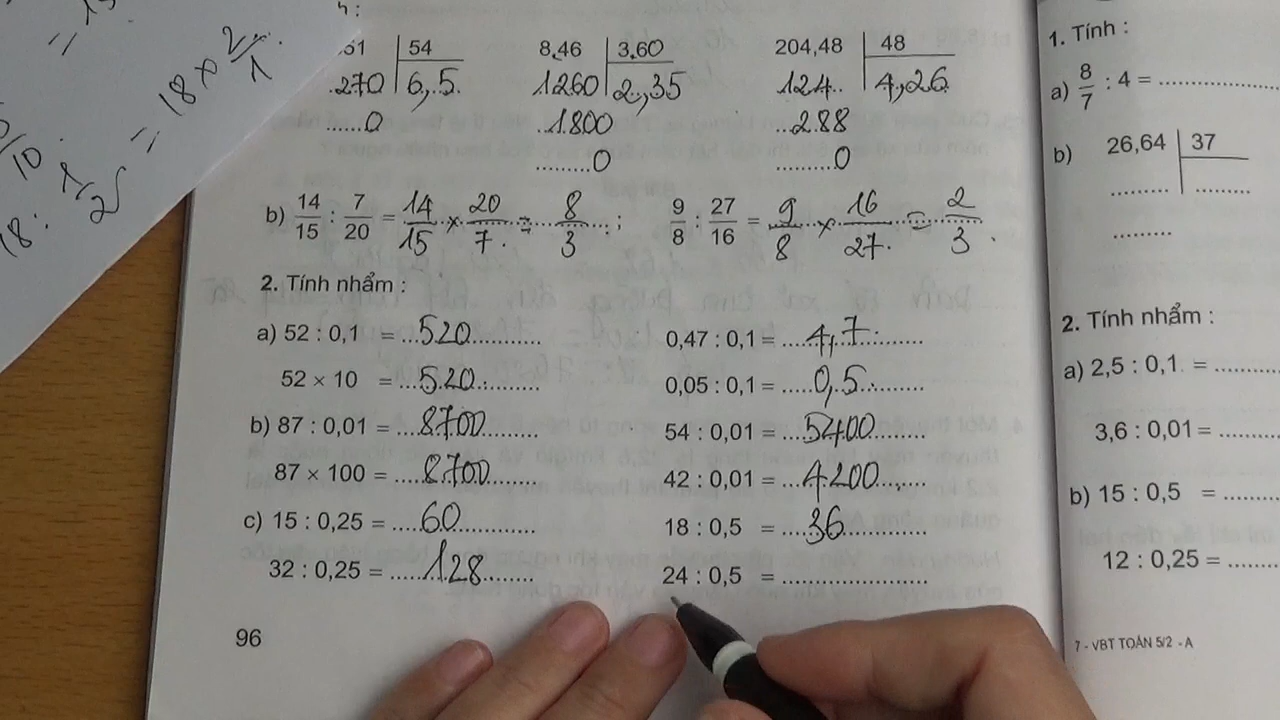 = 15
= 18 × 2/1
10
18 : 1/2
351 54
270 6,5
0
8,46 3,60
1260 2,35
1800
0
204,48 48
124 4,26
288
0
b) 14/15 : 7/20 = 14/15 × 20/7 = 8/3 ; 9/8 : 27/16 = 9/8 × 16/27 = 2/3
2. Tính nhẩm :
a) 52 : 0,1 = 520 0,47 : 0,1 = 4,7
52 × 10 = 520 0,05 : 0,1 = 0,5
b) 87 : 0,01 = 8700 54 : 0,01 = 5400
87 × 100 = 8700 42 : 0,01 = 4200
c) 15 : 0,25 = 60 18 : 0,5 = 36
32 : 0,25 = 128 24 : 0,5 = ....................
96
1. Tính :
a) 8/7 : 4 = ....................
b) 26,64 37
.......... ..........
..........
2. Tính nhẩm :
a) 2,5 : 0,1 = ..........
3,6 : 0,01 = ..........
b) 15 : 0,5 = ..........
12 : 0,25 = ..........
7 - VBT TOÁN 5/2 - A